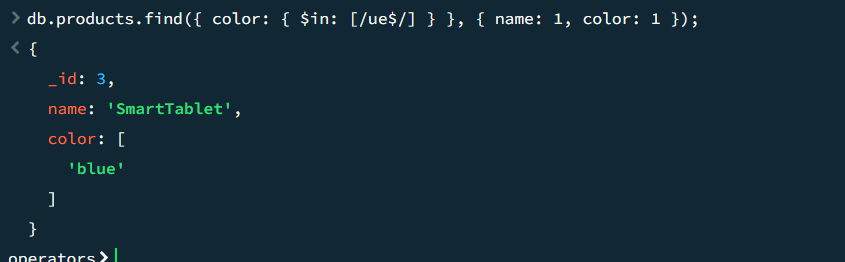 > db.products.find({ color: { $in: [/ue$/] } }, { name: 1, color: 1 });
< {
_id: 3,
name: 'SmartTablet',
color: [
'blue'
]
}
operators>